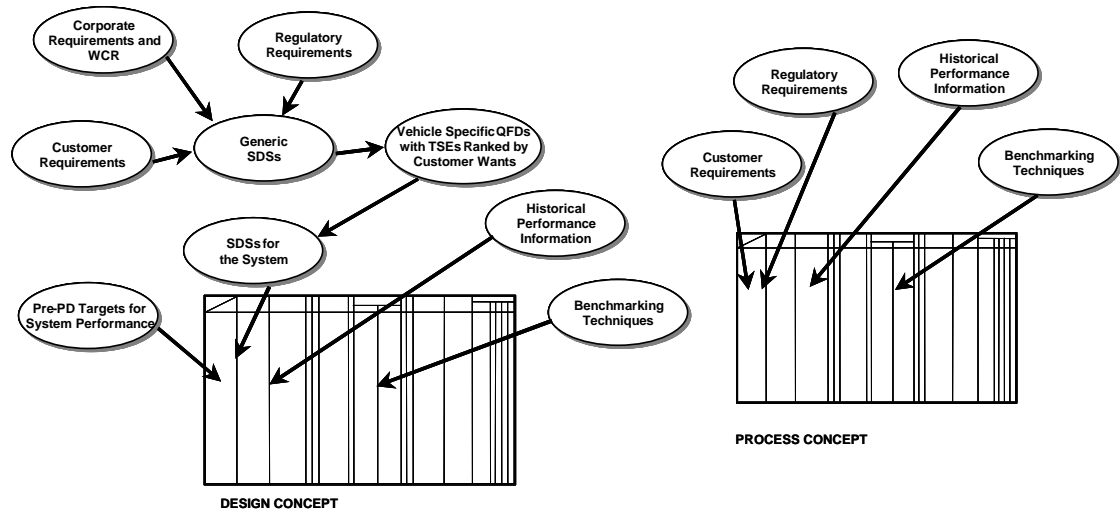 Corporate
Requirements and
WCR
Regulatory
Requirements
Customer
Requirements
Generic
SDSs
Vehicle Specific QFDs
with TSEs Ranked by
Customer Wants
SDSs for
the System
Historical
Performance
Information
Pre-PD Targets for
System Performance
Benchmarking
Techniques
DESIGN CONCEPT
Regulatory
Requirements
Historical
Performance
Information
Customer
Requirements
Benchmarking
Techniques
PROCESS CONCEPT